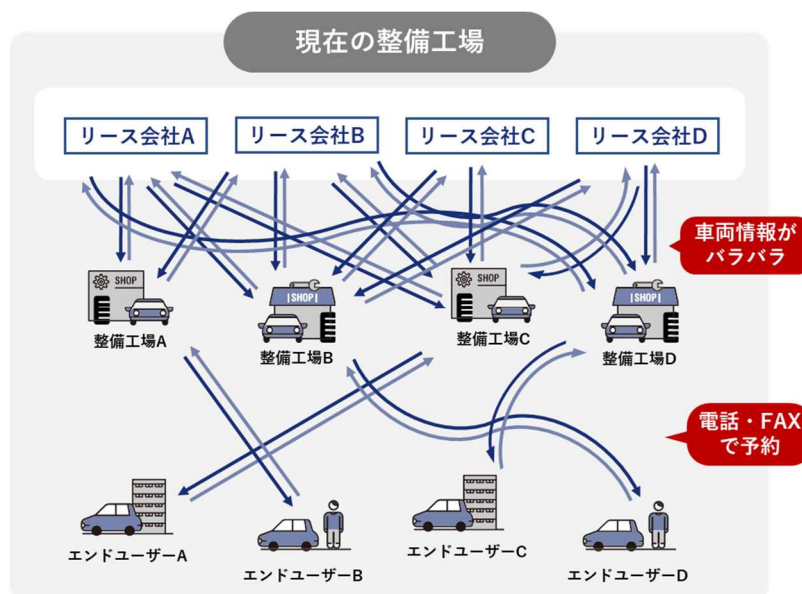 現在の整備工場
リース会社A
リース会社B
リース会社C
リース会社D
車両情報が
バラバラ
SHOP
SHOP
SHOP
SHOP
整備工場A
整備工場B
整備工場C
整備工場D
電話・FAX
で予約
エンドユーザーA
エンドユーザーB
エンドユーザーC
エンドユーザーD